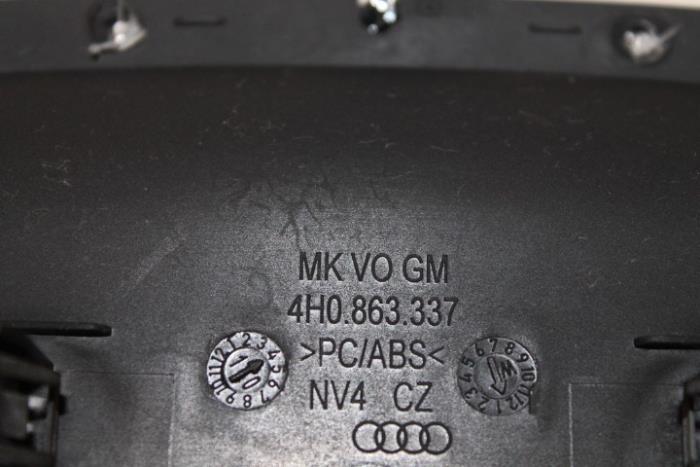 MK VO GM
4H0.863.337
>PC/ABS<
NV4 CZ